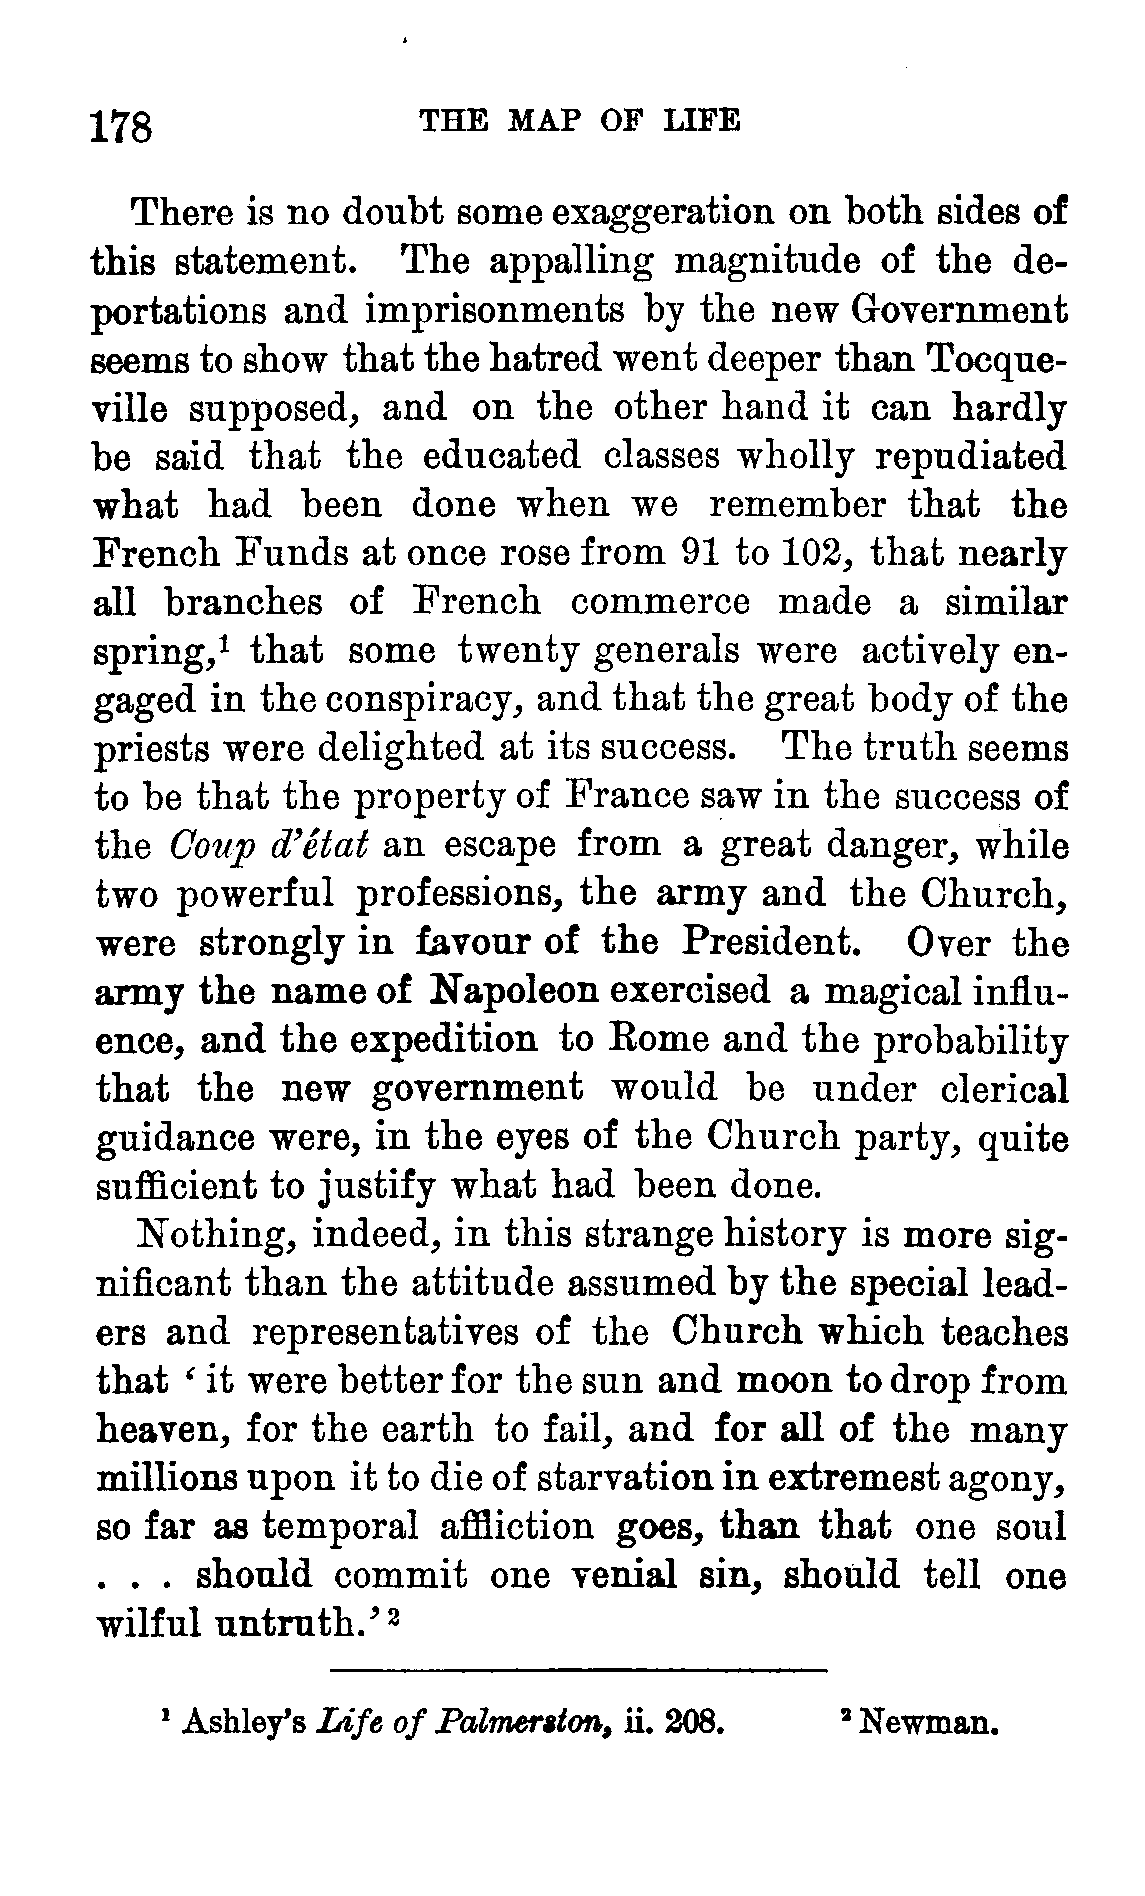 178 THE MAP OF LIFE
There is no doubt some exaggeration on both sides of
this statement. The appalling magnitude of the de-
portations and imprisonments by the new Government
seems to show that the hatred went deeper than Tocque-
ville supposed, and on the other hand it can hardly
be said that the educated classes wholly repudiated
what had been done when we remember that the
French Funds at once rose from 91 to 102, that nearly
all branches of French commerce made a similar
spring,¹ that some twenty generals were actively en-
gaged in the conspiracy, and that the great body of the
priests were delighted at its success. The truth seems
to be that the property of France saw in the success of
the Coup d'état an escape from a great danger, while
two powerful professions, the army and the Church,
were strongly in favour of the President. Over the
army the name of Napoleon exercised a magical influ-
ence, and the expedition to Rome and the probability
that the new government would be under clerical
guidance were, in the eyes of the Church party, quite
sufficient to justify what had been done.
Nothing, indeed, in this strange history is more sig-
nificant than the attitude assumed by the special lead-
ers and representatives of the Church which teaches
that ‘ it were better for the sun and moon to drop from
heaven, for the earth to fail, and for all of the many
millions upon it to die of starvation in extremest agony,
so far as temporal affliction goes, than that one soul
. . . should commit one venial sin, should tell one
wilful untruth.’ ²
¹ Ashley's Life of Palmerston, ii. 208. ² Newman.